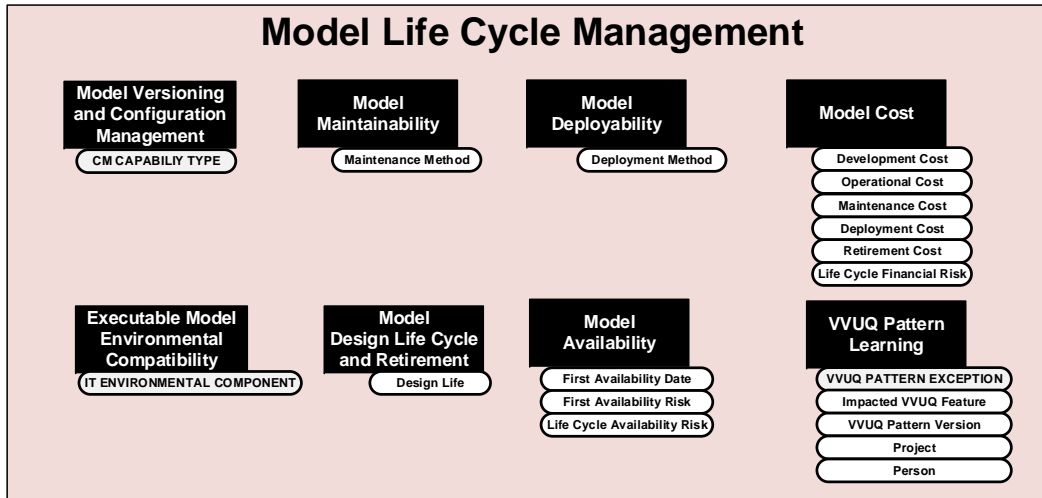 Model Life Cycle Management
Model Versioning
and Configuration
Management
CM CAPABILIY TYPE
Model
Maintainability
Maintenance Method
Model
Deployability
Deployment Method
Model Cost
Development Cost
Operational Cost
Maintenance Cost
Deployment Cost
Retirement Cost
Life Cycle Financial Risk
Executable Model
Environmental
Compatibility
IT ENVIRONMENTAL COMPONENT
Model
Design Life Cycle
and Retirement
Design Life
Model
Availability
First Availability Date
First Availability Risk
Life Cycle Availability Risk
VVUQ Pattern
Learning
VVUQ PATTERN EXCEPTION
Impacted VVUQ Feature
VVUQ Pattern Version
Project
Person